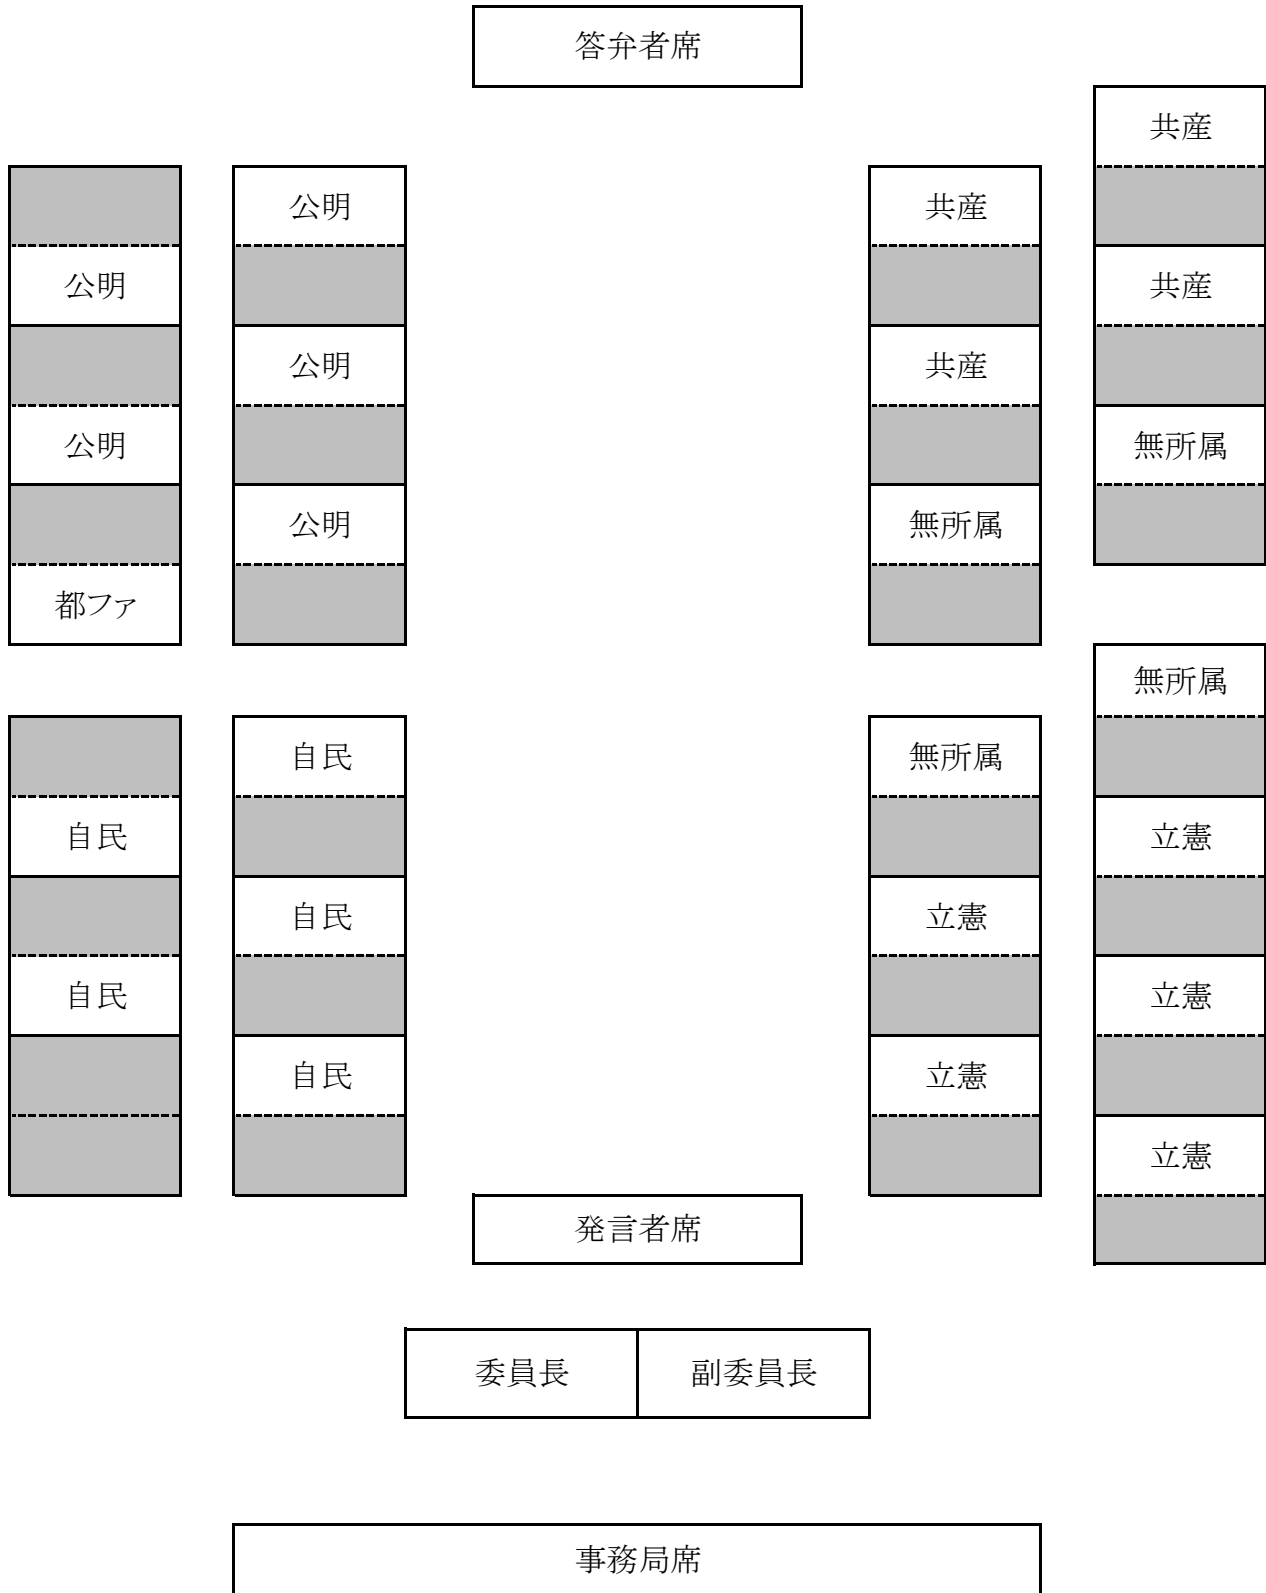 答弁者席
共産
公明
共産
公明
共産
公明
共産
公明
無所属
公明
無所属
都ファ
無所属
自民
無所属
自民
立憲
自民
立憲
自民
立憲
自民
立憲
立憲
発言者席
委員長
副委員長
事務局席